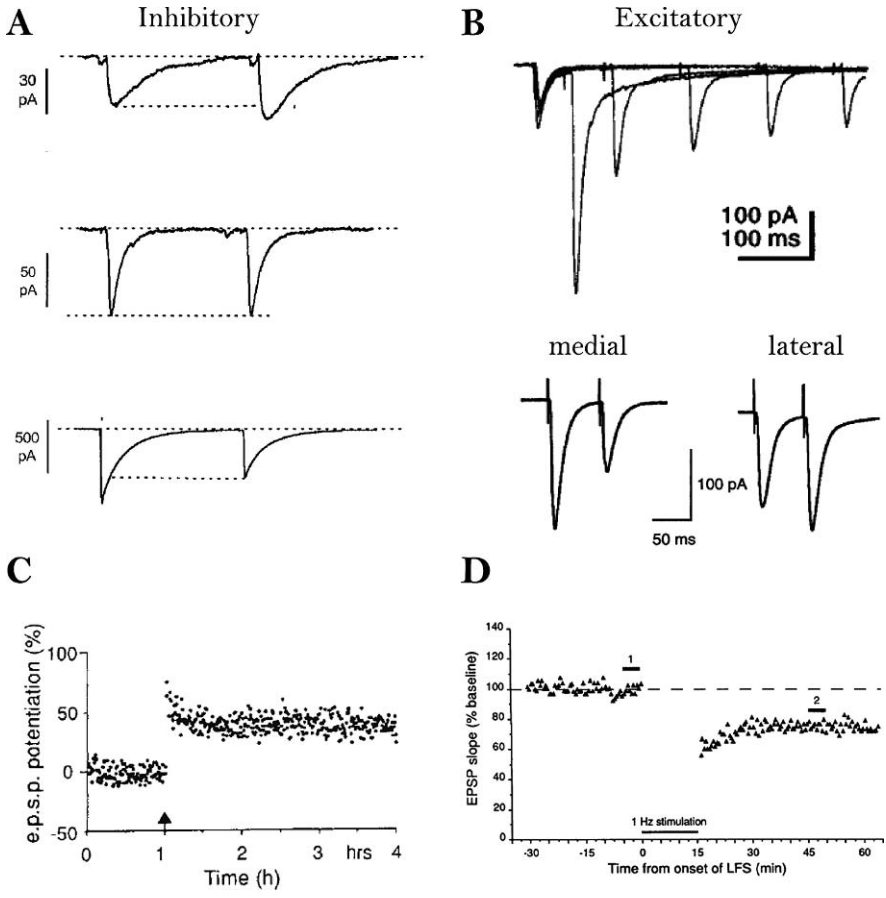 A
Inhibitory
30
pA
50
pA
500
pA
B
Excitatory
100 pA
100 ms
medial
lateral
100 pA
50 ms
C
e.p.s.p. potentiation (%)
100
50
0
-50
0
1
2
3
hrs
4
Time (h)
D
EPSP slope (% baseline)
140
120
100
80
60
40
20
0
1
2
1 Hz stimulation
-30
-15
0
15
30
45
60
Time from onset of LFS (min)